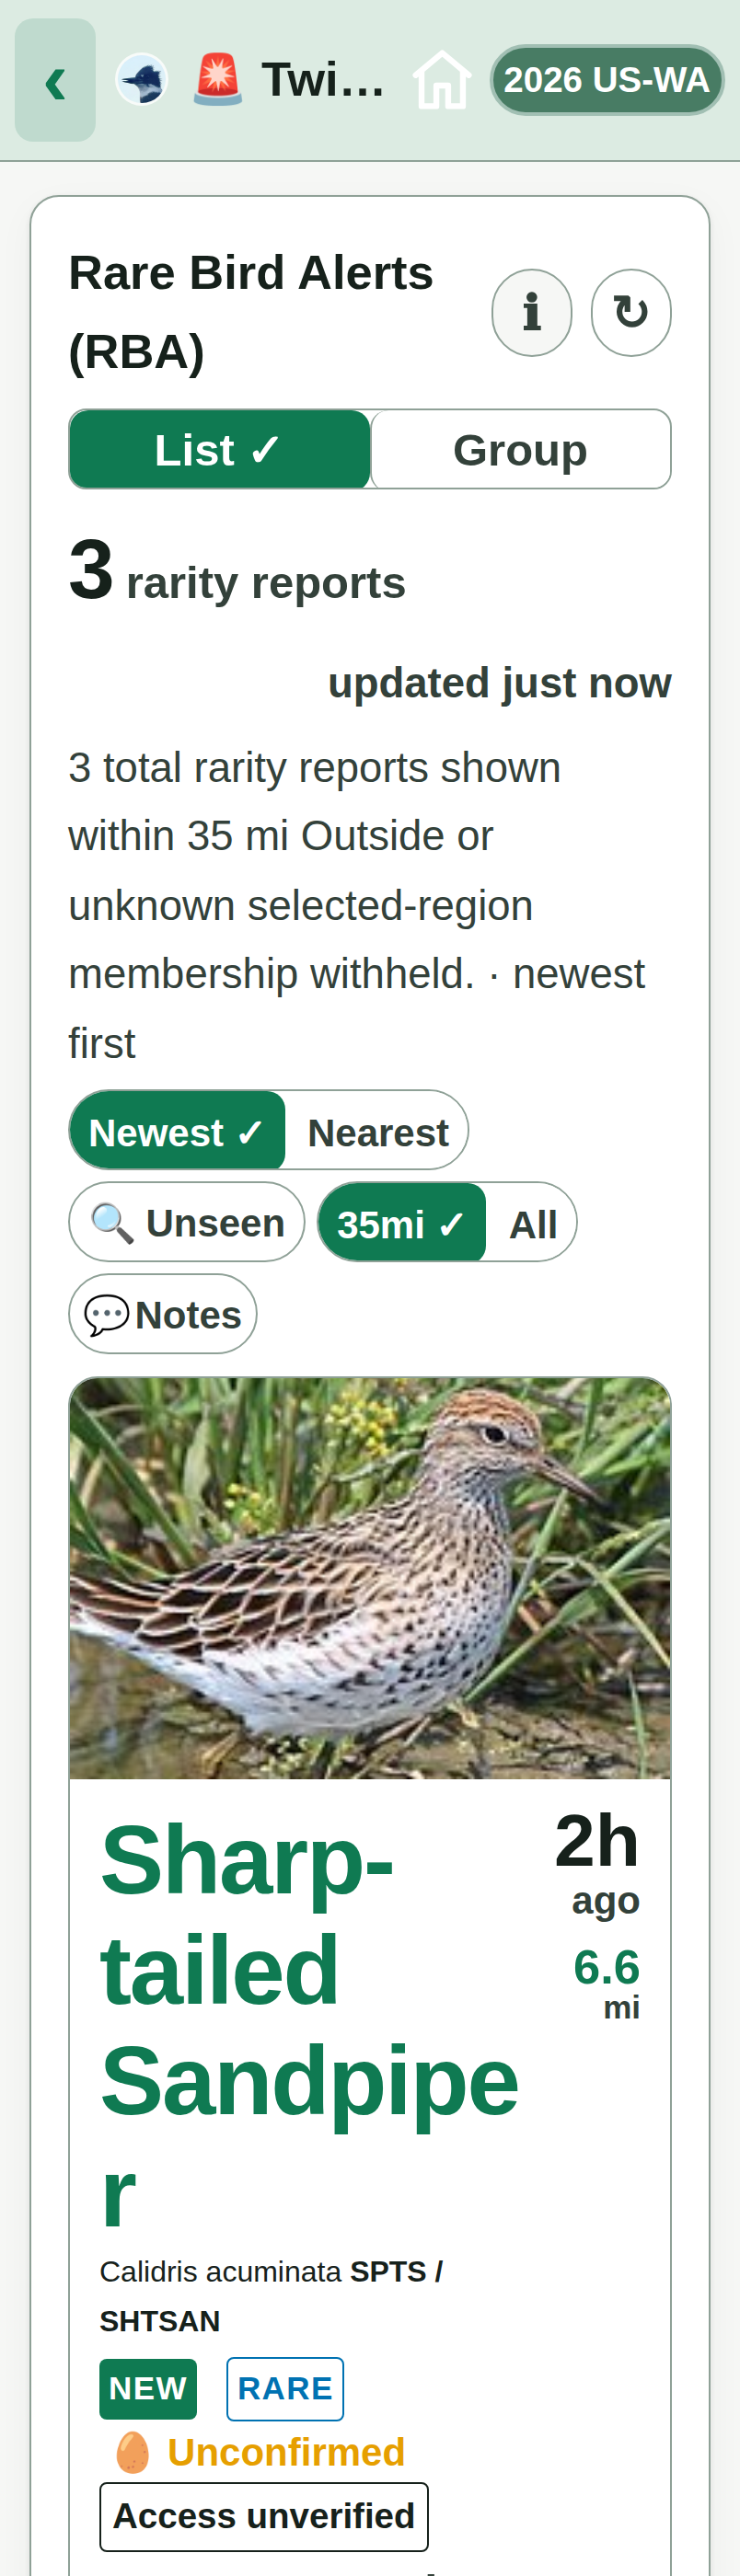 ‹ 🚨 Twi… 2026 US-WA
Rare Bird Alerts
(RBA)
ℹ ↻
List ✓ Group
3 rarity reports
updated just now
3 total rarity reports shown
within 35 mi Outside or
unknown selected-region
membership withheld. · newest
first
Newest ✓ Nearest
🔍 Unseen 35mi ✓ All
💬 Notes
Sharp-
tailed
Sandpipe
r
2h
ago
6.6
mi
Calidris acuminata SPTS /
SHTSAN
NEW RARE
🥚 Unconfirmed
Access unverified